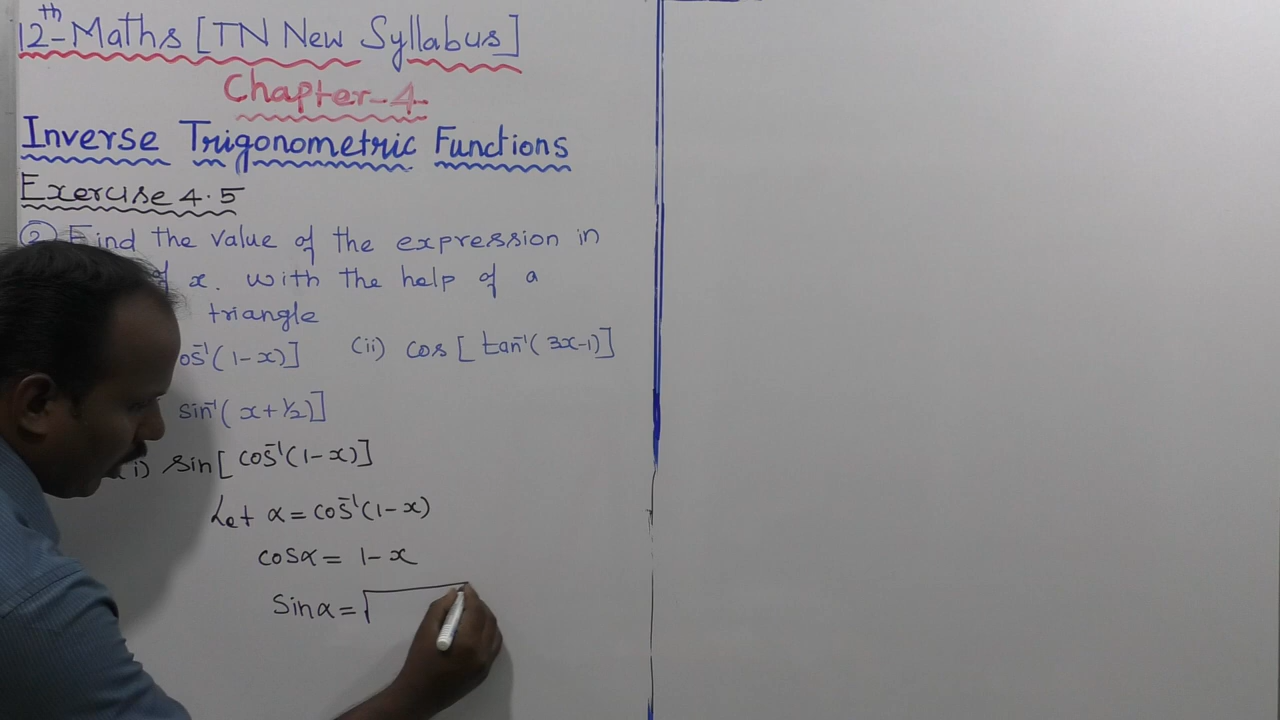 12th-Maths [TN New Syllabus]
Chapter-4
Inverse Trigonometric Functions
Exercise 4.5
② Find the value of the expression in
of x. with the help of a
triangle
os⁻¹(1-x)] (ii) cos[tan⁻¹(3x-1)]
sin⁻¹(x+1/2)]
(i) sin[cos⁻¹(1-x)]
Let α=cos⁻¹(1-x)
cosα= 1-x
Sinα=√